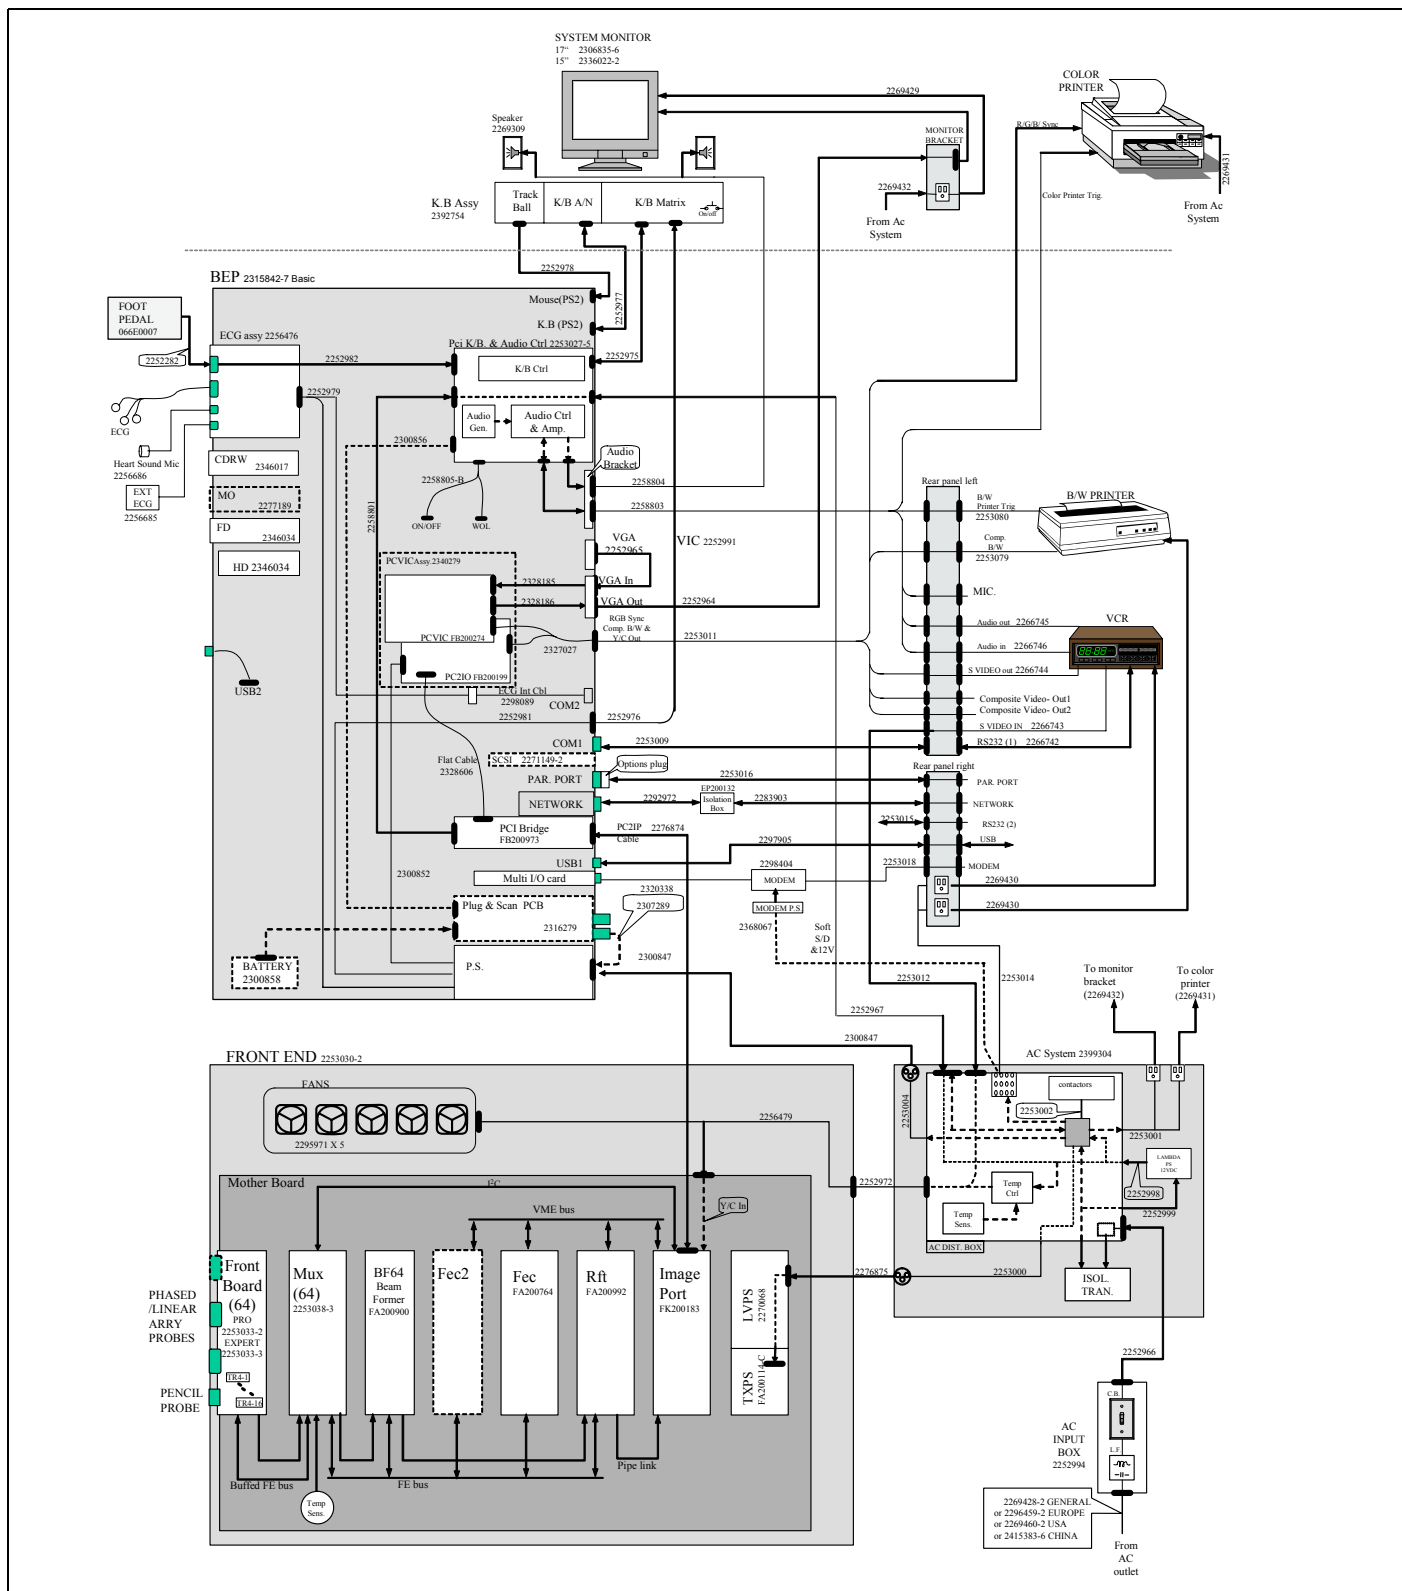 SYSTEM MONITOR
17“ 2306835-6
15” 2336022-2
COLOR
PRINTER
2269429
Speaker
2269309
MONITOR
BRACKET
R/G/B/ Sync
2269431
Track
Ball
K/B A/N
K/B Matrix
On/off
K.B Assy
2392754
2269432
From Ac
System
Color Printer Trig.
From Ac
System
BEP 2315842-7 Basic
2252978
2252977
FOOT
PEDAL
066E0007
2252282
ECG assy 2256476
Mouse(PS2)
K.B (PS2)
Pci K/B. & Audio Ctrl 2253027-5
2252982
K/B Ctrl
2252975
2252979
ECG
Audio
Gen.
Audio Ctrl
& Amp.
Heart Sound Mic
2256686
EXT
ECG
2256685
CDRW
2346017
MO
2277189
FD
2346034
HD 2346034
2300856
2258801
2258805-B
ON/OFF
WOL
Audio
Bracket
2258804
2258803
VIC 2252991
Rear panel left
B/W
Printer Trig
2253080
B/W PRINTER
Comp.
B/W
2253079
VGA
2252965
PCVIC Assy.2340279
2328185
VGA In
2328186
VGA Out
2252964
MIC.
RGB Sync
Comp. B/W &
Y/C Out
2253011
PCVIC FB200274
2327027
PC2IO FB200199
Audio out 2266745
VCR
Audio in 2266746
S VIDEO out 2266744
USB2
ECG Int Cbl
2298089
COM2
2252981
2252976
Composite Video- Out1
Composite Video- Out2
S VIDEO IN 2266743
COM1
2253009
RS232 (1) 2266742
Flat Cable
2328606
SCSI 2271149-2
Options plug
Rear panel right
PAR. PORT
2253016
PAR. PORT
NETWORK
2292972
EP200132
Isolation
Box
2283903
NETWORK
2253015
RS232 (2)
PCI Bridge
FB200973
PC2IP
Cable
2276874
USB
2297905
USB1
2253018
MODEM
Multi I/O card
2298404
MODEM
2300852
2269430
2269430
MODEM P.S
2368067
2320338
2307289
Plug & Scan PCB
2316279
Soft
S/D
&12V
BATTERY
2300858
P.S.
2300847
2253012
2253014
To monitor
bracket
(2269432)
To color
printer
(2269431)
2252967
2300847
FRONT END 2253030-2
AC System 2399304
FANS
2295971 X 5
2256479
2253004
contactors
2253002
2253001
LAMBDA
PS
12VDC
2252998
2252999
Mother Board
I²C
2252972
Temp
Ctrl
Temp
Sens.
Y/C In
VME bus
AC DIST. BOX
Front
Board
(64)
PRO
2253033-2
EXPERT
2253033-3
TR4-1
TR4-16
Mux
(64)
2253038-3
BF64
Beam
Former
FA200900
Fec2
Fec
FA200764
Rft
FA200992
Image
Port
FK200183
LVPS
2270068
TXPS
FA200114-C
2276875
2253000
ISOL.
TRAN.
PHASED
/LINEAR
ARRY
PROBES
PENCIL
PROBE
2252966
C.B.
AC
INPUT
BOX
2252994
L.F.
Buffed FE bus
FE bus
Pipe link
Temp
Sens.
2269428-2 GENERAL
or 2296459-2 EUROPE
or 2269460-2 USA
or 2415383-6 CHINA
From
AC
outlet